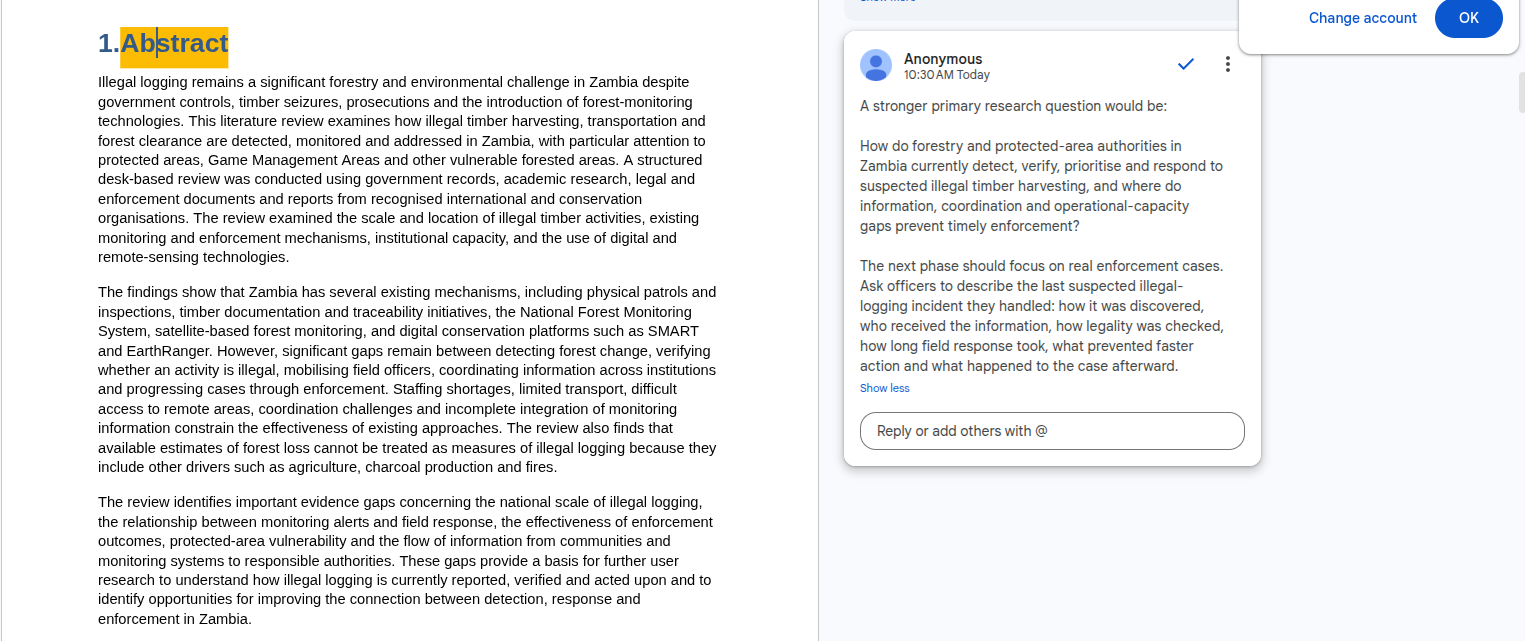 1.Abstract
Illegal logging remains a significant forestry and environmental challenge in Zambia despite
government controls, timber seizures, prosecutions and the introduction of forest-monitoring
technologies. This literature review examines how illegal timber harvesting, transportation and
forest clearance are detected, monitored and addressed in Zambia, with particular attention to
protected areas, Game Management Areas and other vulnerable forested areas. A structured
desk-based review was conducted using government records, academic research, legal and
enforcement documents and reports from recognised international and conservation
organisations. The review examined the scale and location of illegal timber activities, existing
monitoring and enforcement mechanisms, institutional capacity, and the use of digital and
remote-sensing technologies.
The findings show that Zambia has several existing mechanisms, including physical patrols and
inspections, timber documentation and traceability initiatives, the National Forest Monitoring
System, satellite-based forest monitoring, and digital conservation platforms such as SMART
and EarthRanger. However, significant gaps remain between detecting forest change, verifying
whether an activity is illegal, mobilising field officers, coordinating information across institutions
and progressing cases through enforcement. Staffing shortages, limited transport, difficult
access to remote areas, coordination challenges and incomplete integration of monitoring
information constrain the effectiveness of existing approaches. The review also finds that
available estimates of forest loss cannot be treated as measures of illegal logging because they
include other drivers such as agriculture, charcoal production and fires.
The review identifies important evidence gaps concerning the national scale of illegal logging,
the relationship between monitoring alerts and field response, the effectiveness of enforcement
outcomes, protected-area vulnerability and the flow of information from communities and
monitoring systems to responsible authorities. These gaps provide a basis for further user
research to understand how illegal logging is currently reported, verified and acted upon and to
identify opportunities for improving the connection between detection, response and
enforcement in Zambia.
Change account
OK
Anonymous
10:30 AM Today
A stronger primary research question would be:
How do forestry and protected-area authorities in
Zambia currently detect, verify, prioritise and respond to
suspected illegal timber harvesting, and where do
information, coordination and operational-capacity
gaps prevent timely enforcement?
The next phase should focus on real enforcement cases.
Ask officers to describe the last suspected illegal-
logging incident they handled: how it was discovered,
who received the information, how legality was checked,
how long field response took, what prevented faster
action and what happened to the case afterward.
Show less
Reply or add others with @